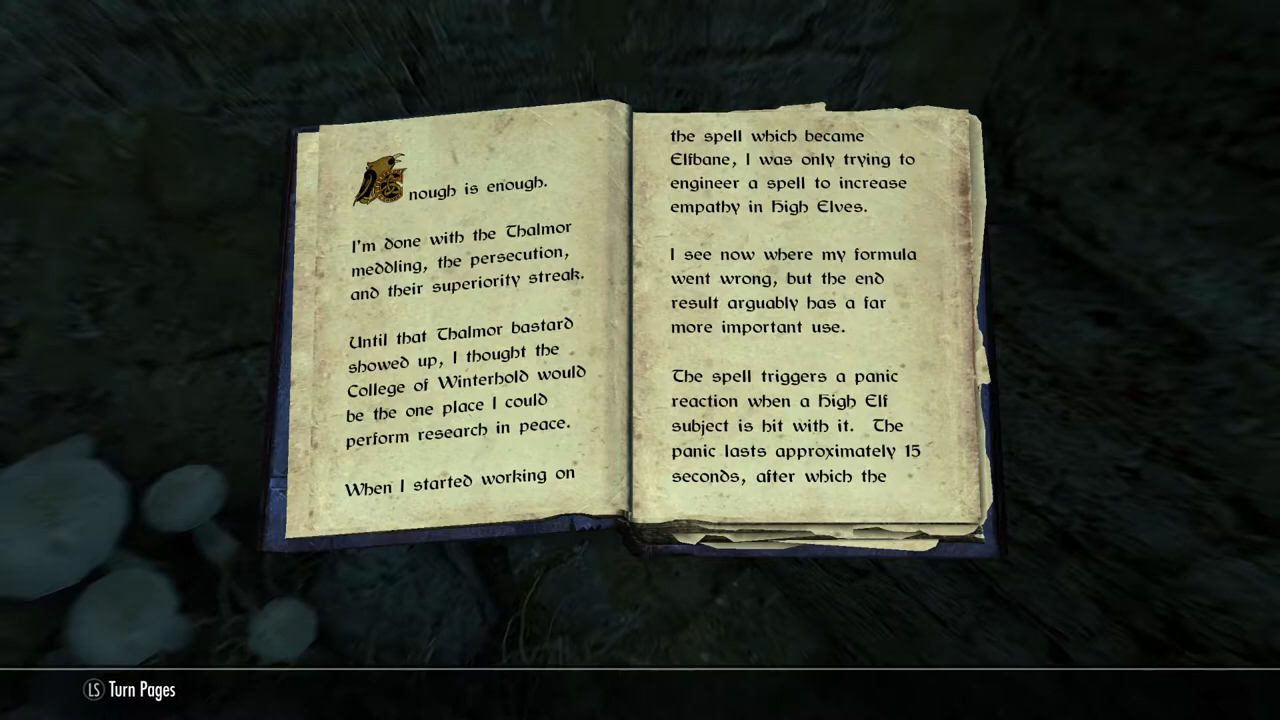 Enough is enough.
I'm done with the Thalmor
meddling, the persecution,
and their superiority streak.
Until that Thalmor bastard
showed up, I thought the
College of Winterhold would
be the one place I could
perform research in peace.
When I started working on
the spell which became
Elfbane, I was only trying to
engineer a spell to increase
empathy in High Elves.
I see now where my formula
went wrong, but the end
result arguably has a far
more important use.
The spell triggers a panic
reaction when a High Elf
subject is hit with it. The
panic lasts approximately 15
seconds, after which the
LS Turn Pages